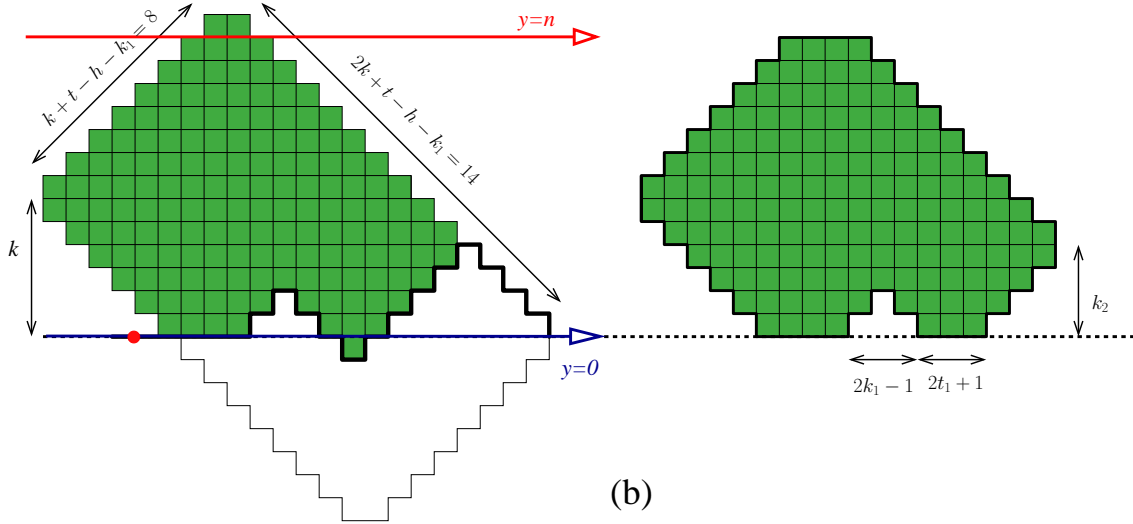 y=n
k + t − h − k₁ = 8
2k + t − h − k₁ = 14
k
y=0
k₂
2k₁ − 1
2t₁ + 1
(b)